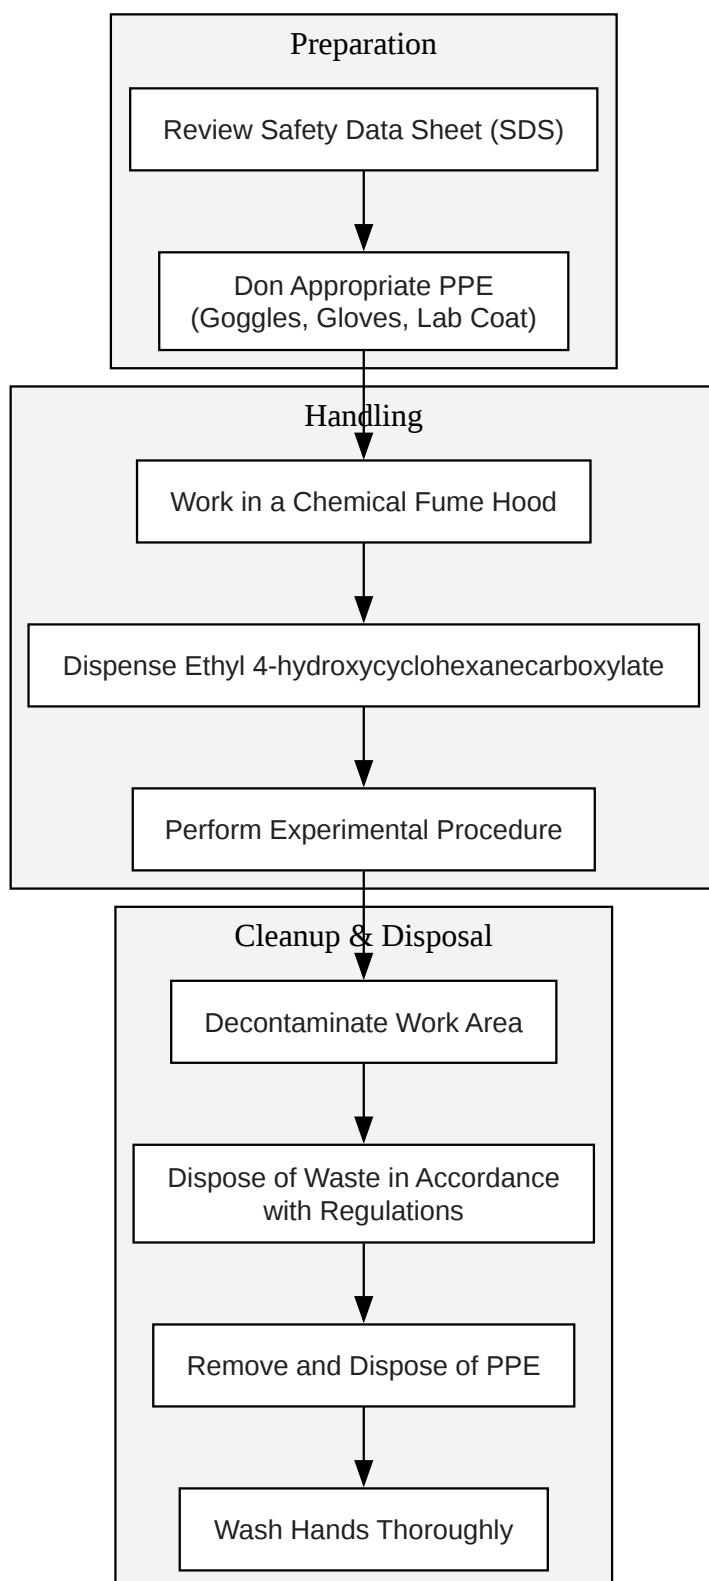 Preparation
Review Safety Data Sheet (SDS)
Don Appropriate PPE
(Goggles, Gloves, Lab Coat)
Handling
Work in a Chemical Fume Hood
Dispense Ethyl 4-hydroxycyclohexanecarboxylate
Perform Experimental Procedure
Cleanup & Disposal
Decontaminate Work Area
Dispose of Waste in Accordance
with Regulations
Remove and Dispose of PPE
Wash Hands Thoroughly